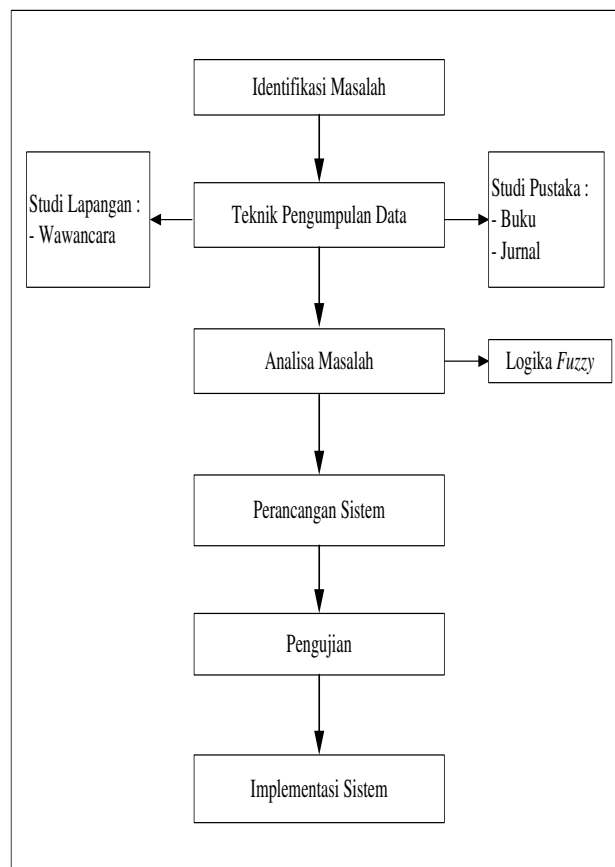 Identifikasi Masalah
Studi Lapangan :
- Wawancara
Teknik Pengumpulan Data
Studi Pustaka :
- Buku
- Jurnal
Analisa Masalah
Logika Fuzzy
Perancangan Sistem
Pengujian
Implementasi Sistem